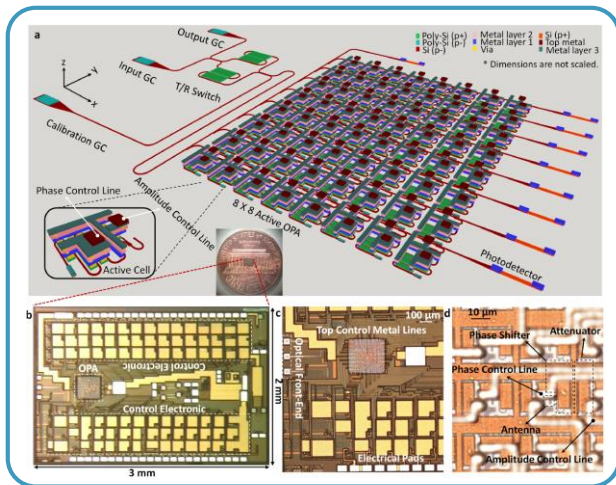 a
Output GC
Input GC
T/R Switch
Calibration GC
z
y
x
Poly-Si (p+)
Poly-Si (p-)
Si (p-)
Metal layer 2
Metal layer 1
Via
Si (p+)
Top metal
Metal layer 3
* Dimensions are not scaled.
Phase Control Line
Amplitude Control Line
Active Cell
8 X 8 Active OPA
Photodetector
b
OPA
Control Electronic
Control Electronic
3 mm
2 mm
c
100 μm
Top Control Metal Lines
Optical Front-End
Electrical Pads
d
10 μm
Attenuator
Phase Shifter
Phase Control Line
Antenna
Amplitude Control Line